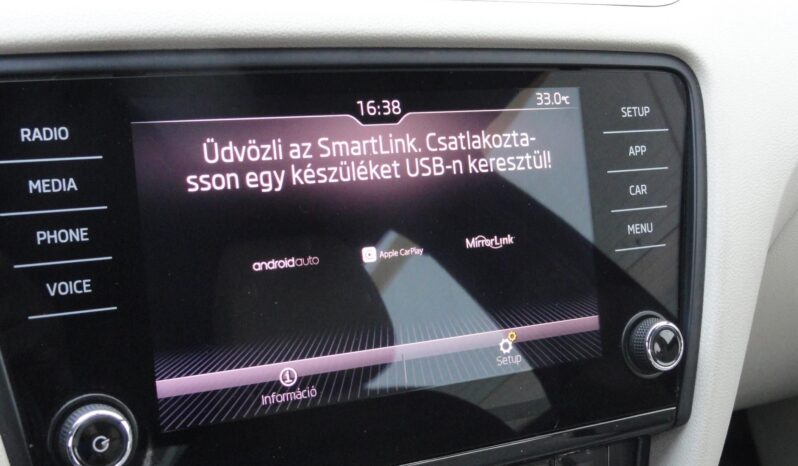 16:38
33.0°C
RADIO
MEDIA
PHONE
VOICE
Üdvözli az SmartLink. Csatlakozta-
sson egy készüléket USB-n keresztül!
androidauto
Apple CarPlay
MirrorLink
Információ
Setup
SETUP
APP
CAR
MENU